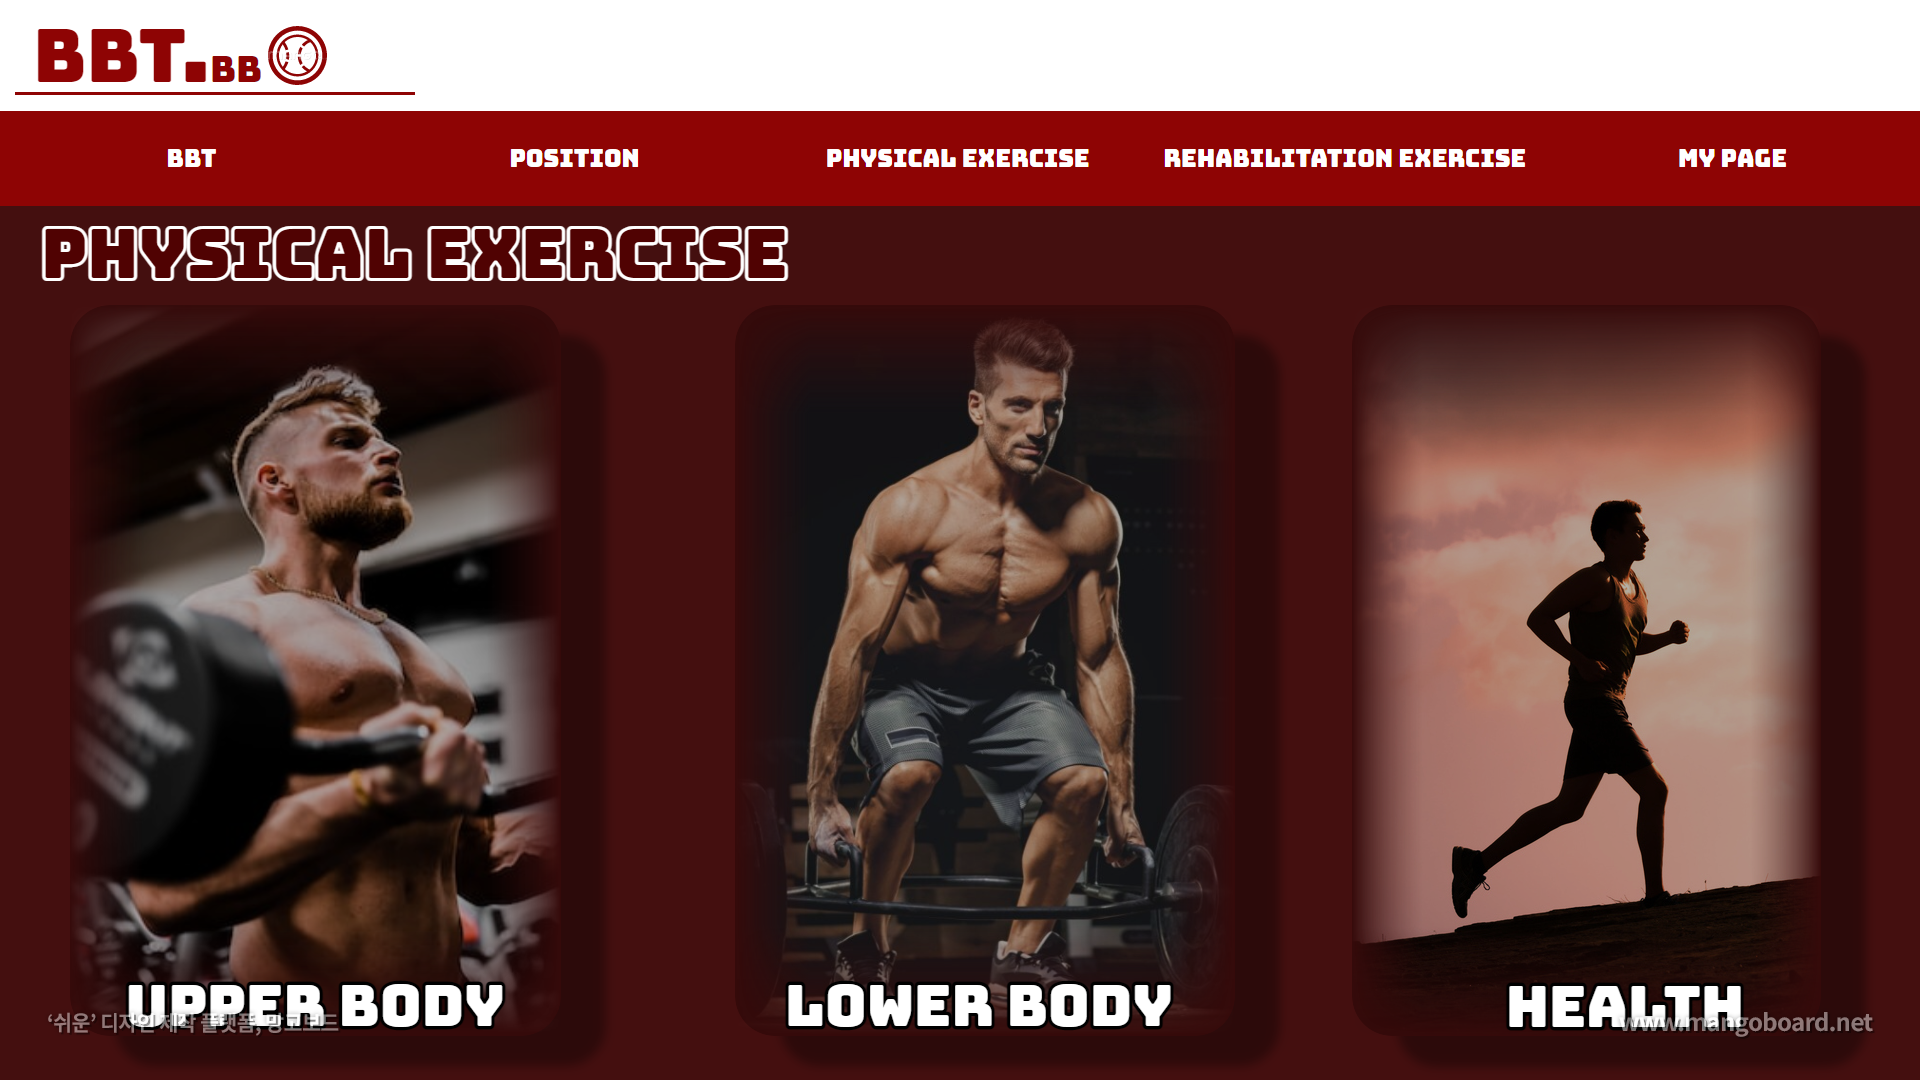 BBT.BB
BBT POSITION PHYSICAL EXERCISE REHABILITATION EXERCISE MY PAGE
PHYSICAL EXERCISE
UPPER BODY LOWER BODY HEALTH
‘쉬운’ 디자인 제작 플랫폼, 망고보드 www.mangoboard.net